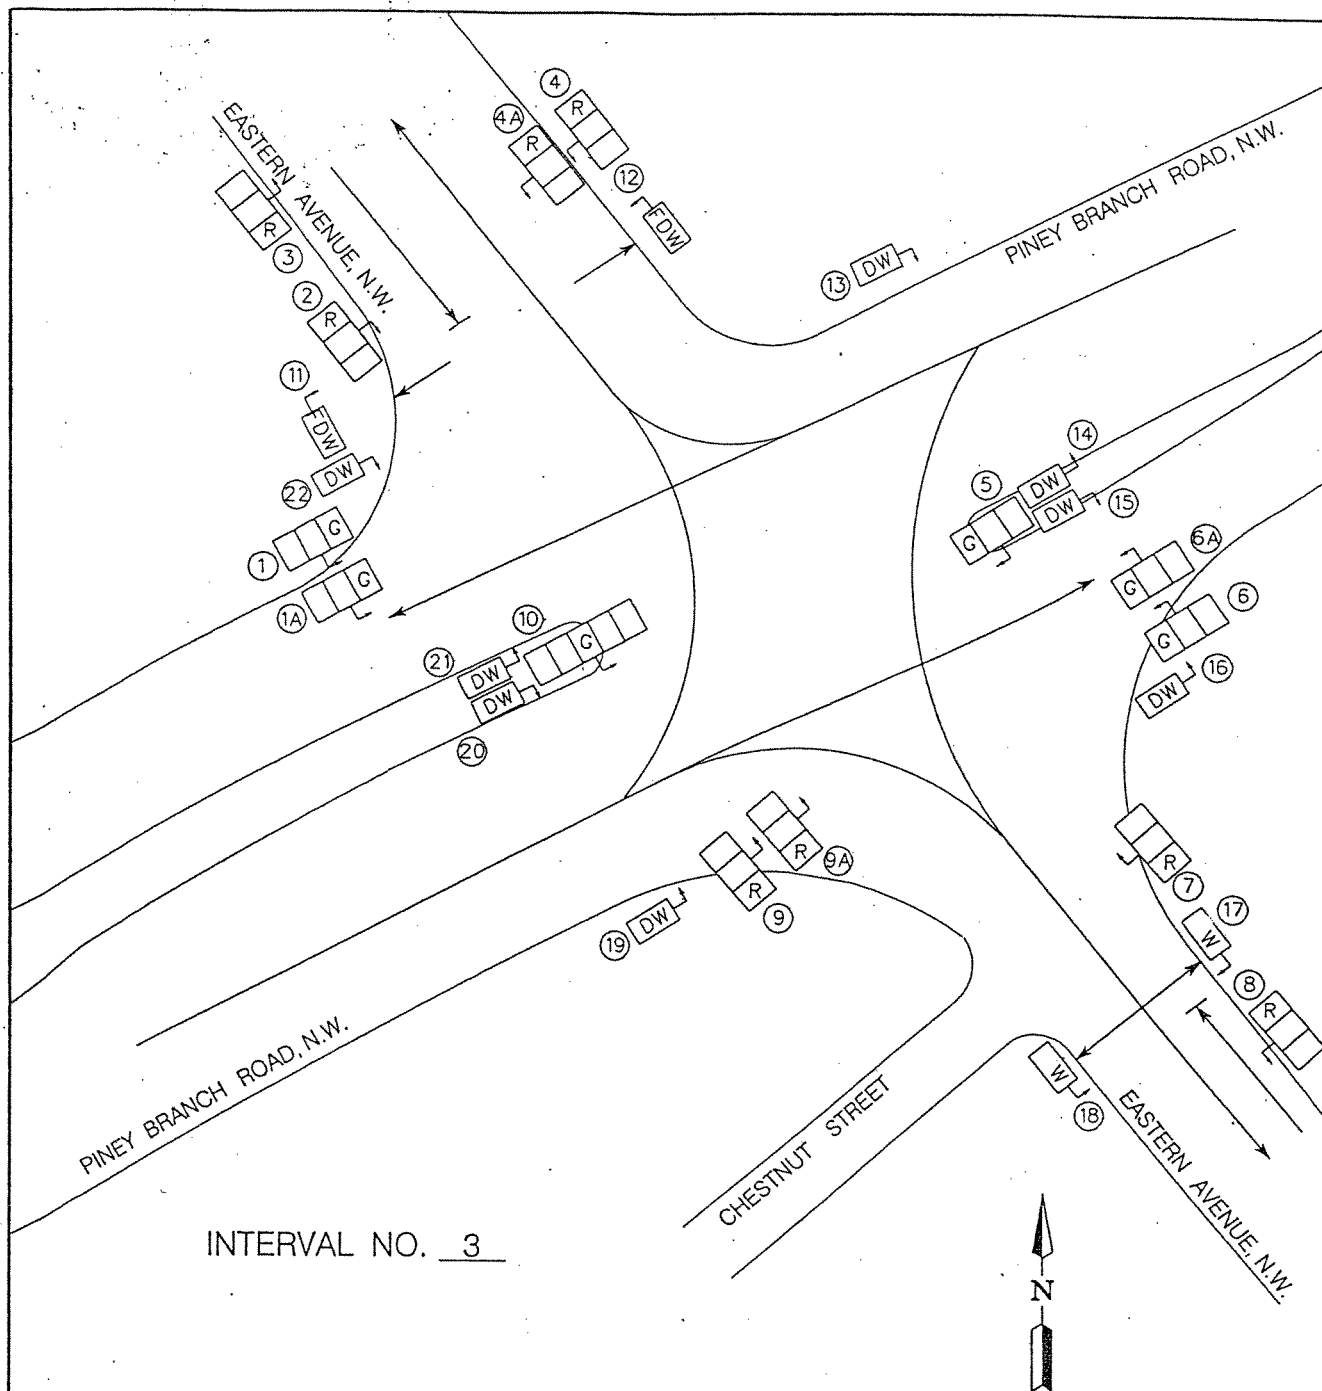 4
R
4A
R
EASTERN AVENUE, N.W.
12
FDW
PINEY BRANCH ROAD, N.W.
R
3
13
DW
2
R
11
FDW
14
DW
5
DW
15
G
22
DW
G
1
G
1A
6A
G
6
G
10
G
21
DW
DW
20
DW
16
R
9A
R
9
R
7
17
W
19
DW
8
R
W
18
PINEY BRANCH ROAD, N.W.
CHESTNUT STREET
EASTERN AVENUE, N.W.
INTERVAL NO. 3
N